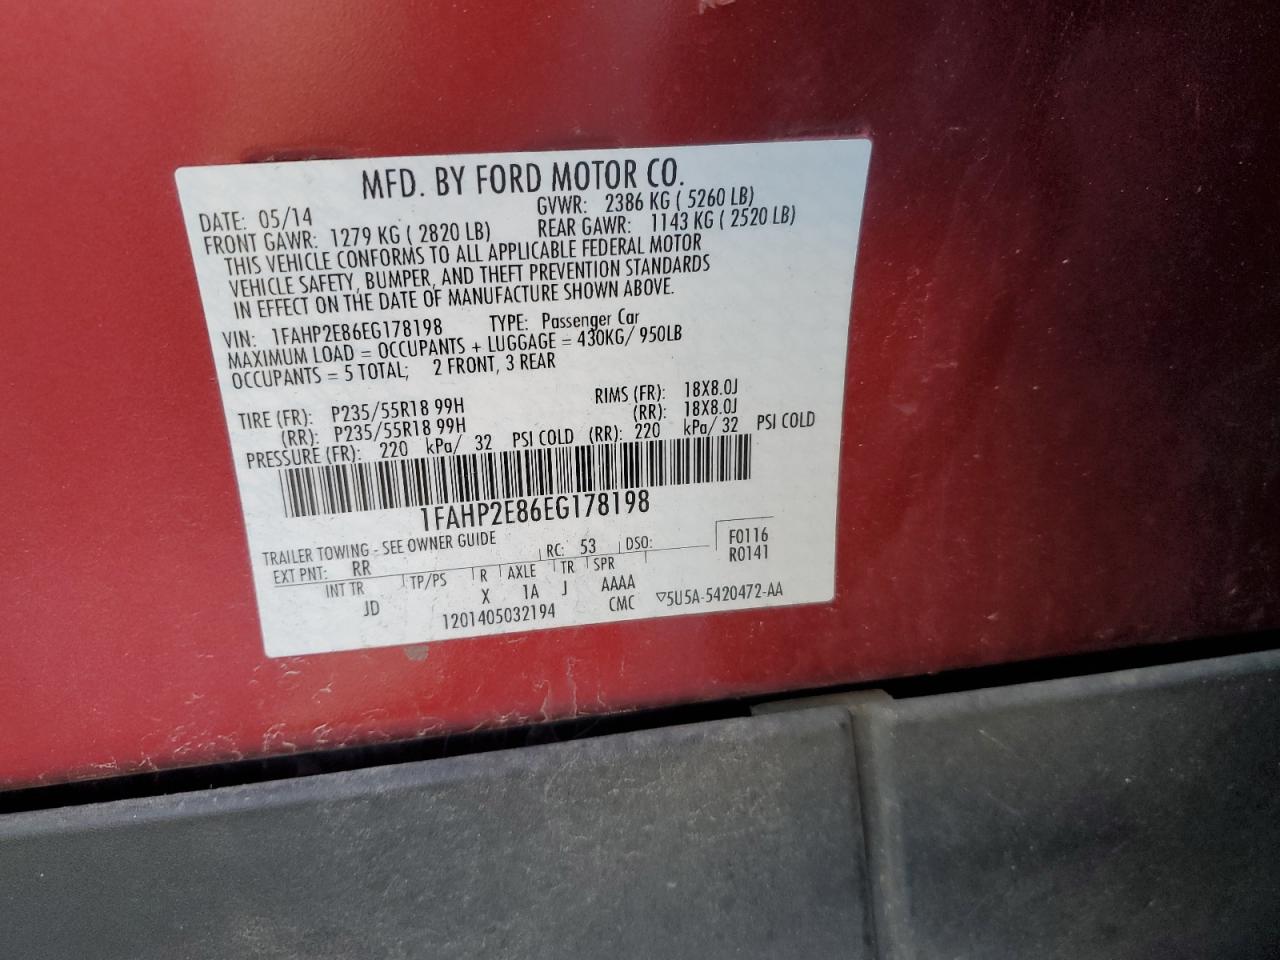 MFD. BY FORD MOTOR CO.
DATE: 05/14 GVWR: 2386 KG ( 5260 LB)
FRONT GAWR: 1279 KG ( 2820 LB) REAR GAWR: 1143 KG ( 2520 LB)
THIS VEHICLE CONFORMS TO ALL APPLICABLE FEDERAL MOTOR
VEHICLE SAFETY, BUMPER, AND THEFT PREVENTION STANDARDS
IN EFFECT ON THE DATE OF MANUFACTURE SHOWN ABOVE.
VIN: 1FAHP2E86EG178198 TYPE: Passenger Car
MAXIMUM LOAD = OCCUPANTS + LUGGAGE = 430KG/ 950LB
OCCUPANTS = 5 TOTAL; 2 FRONT, 3 REAR
TIRE (FR): P235/55R18 99H RIMS (FR): 18X8.0J
(RR): P235/55R18 99H (RR): 18X8.0J
PRESSURE (FR): 220 kPa/ 32 PSI COLD (RR): 220 kPa/ 32 PSI COLD
1FAHP2E86EG178198
TRAILER TOWING - SEE OWNER GUIDE F0116
EXT PNT: RR RC: 53 DSO: R0141
INT TR TP/PS R AXLE TR SPR
JD X 1A J AAAA
1201405032194 CMC ▽5U5A-5420472-AA